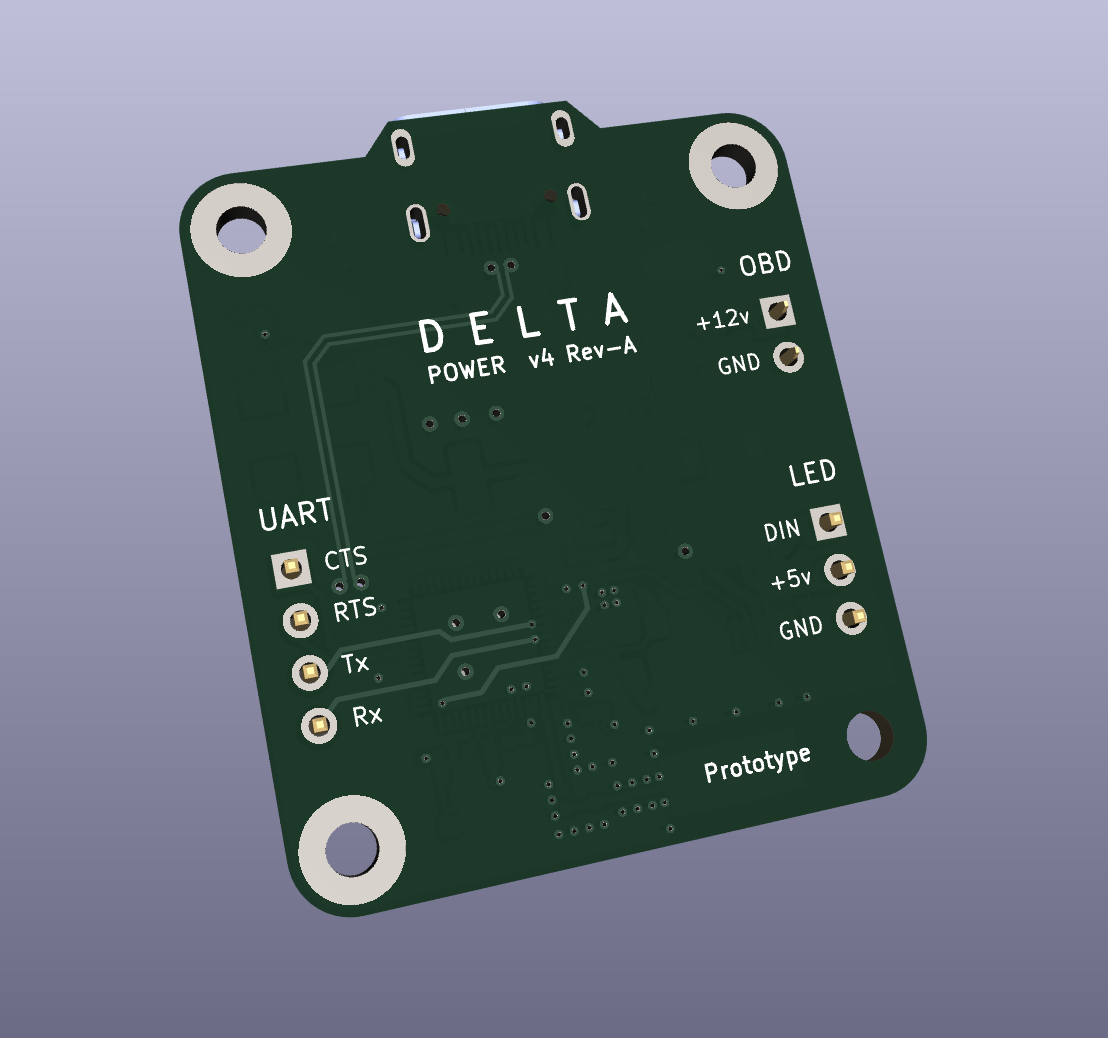 DELTA
POWER v4 Rev-A
OBD
+12v
GND
LED
DIN
+5v
GND
UART
CTS
RTS
Tx
Rx
Prototype